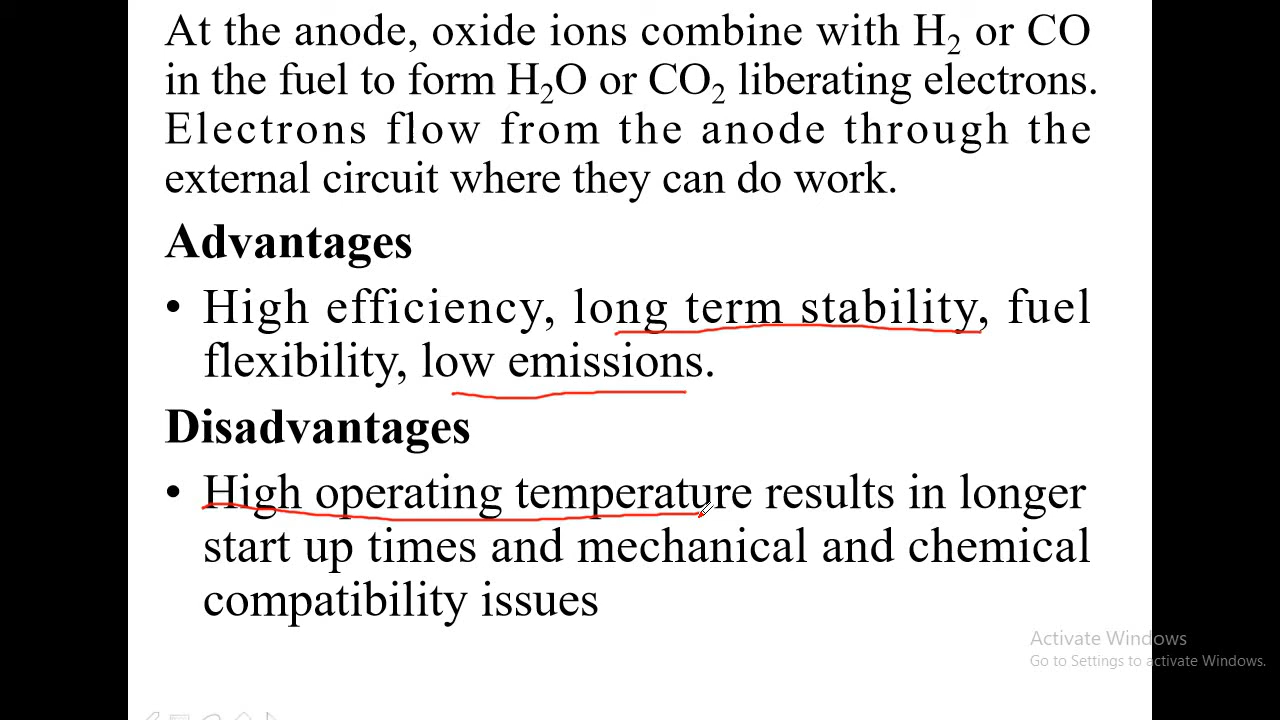 At the anode, oxide ions combine with H₂ or CO
in the fuel to form H₂O or CO₂ liberating electrons.
Electrons flow from the anode through the
external circuit where they can do work.
Advantages
• High efficiency, long term stability, fuel
flexibility, low emissions.
Disadvantages
• High operating temperature results in longer
start up times and mechanical and chemical
compatibility issues
Activate Windows
Go to Settings to activate Windows.